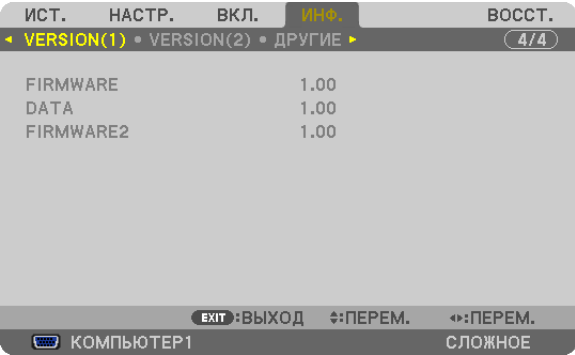 ИСТ. НАСТР. ВКЛ. ИНФ. ВОССТ.
VERSION(1) • VERSION(2) • ДРУГИЕ 4/4
FIRMWARE 1.00
DATA 1.00
FIRMWARE2 1.00
EXIT :ВЫХОД :ПЕРЕМ. :ПЕРЕМ.
КОМПЬЮТЕР1 СЛОЖНОЕ